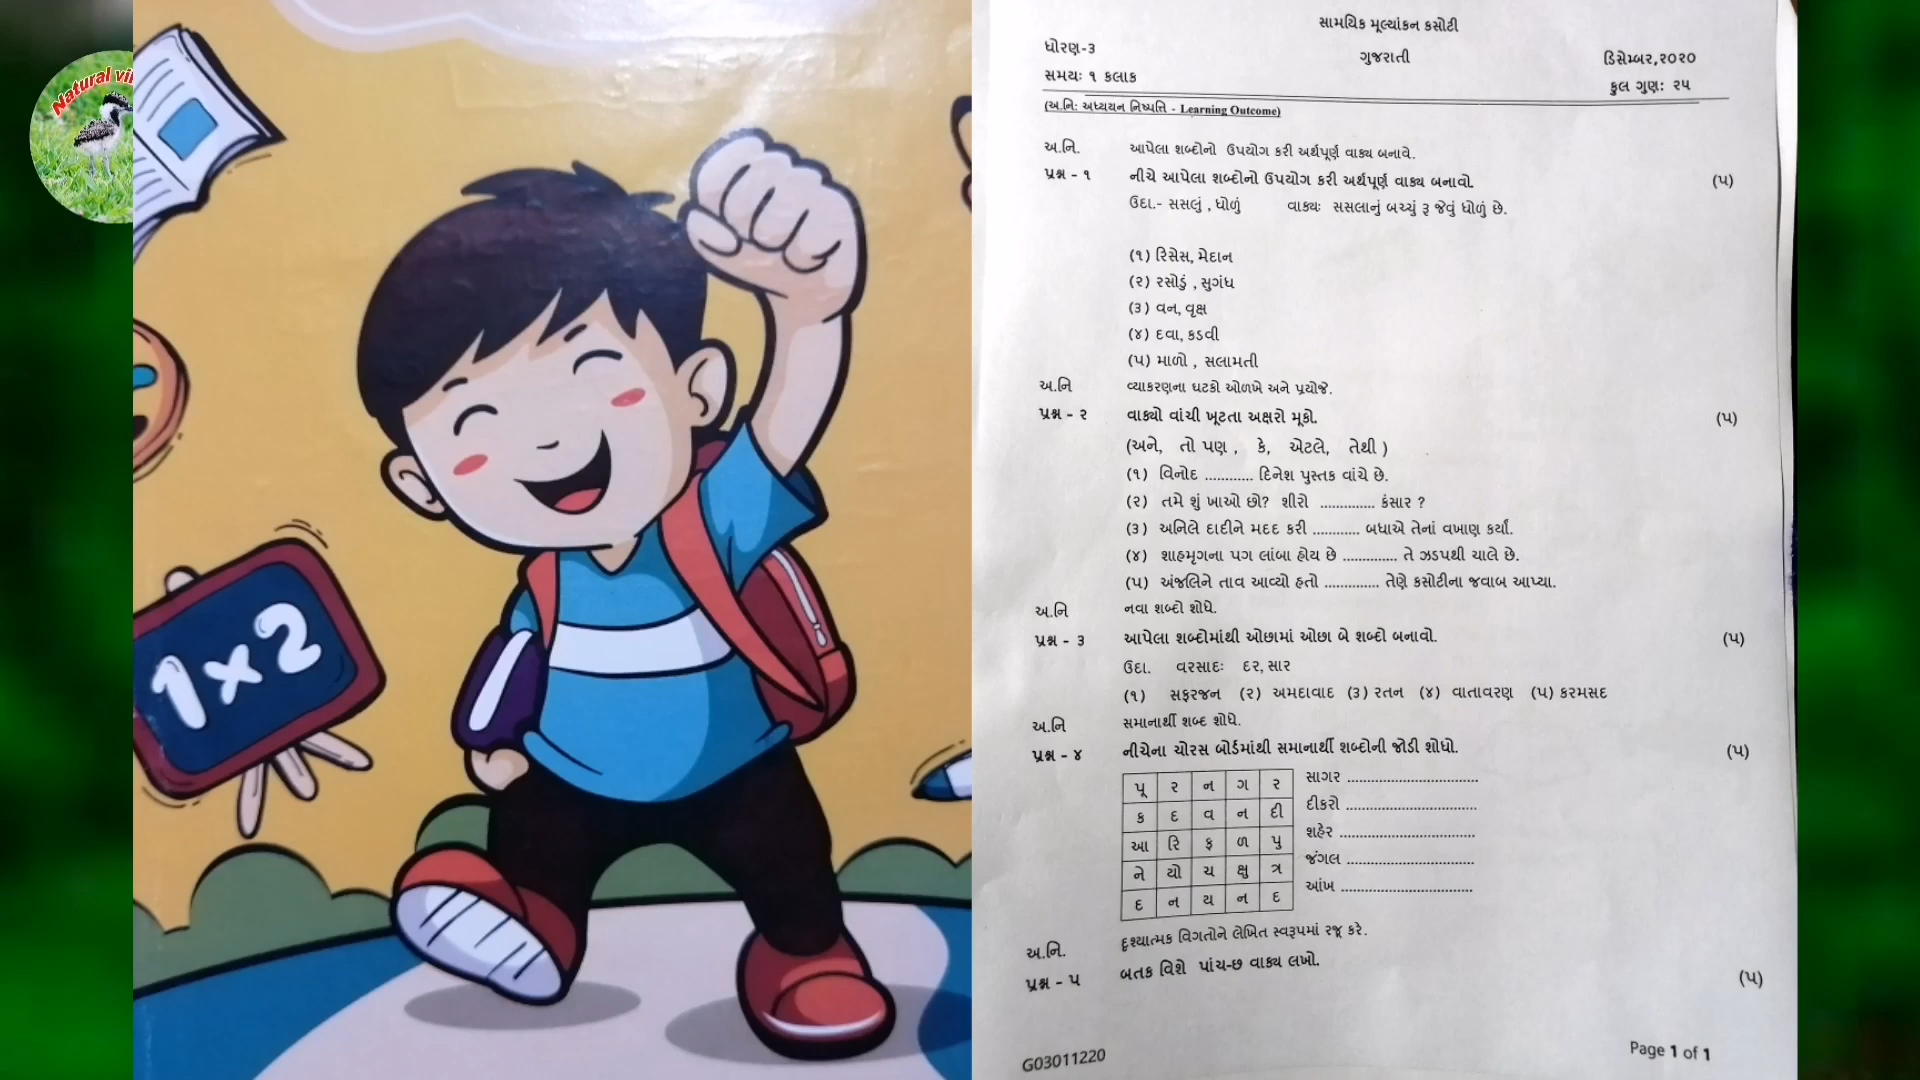 Natural vi
1×2
સામયિક મૂલ્યાંકન કસોટી
ધોરણ-૩ ગુજરાતી ડિસેમ્બર,૨૦૨૦
સમયઃ ૧ કલાક કુલ ગુણઃ ૨૫
(અ.નિ: અધ્યયન નિષ્પત્તિ - Learning Outcome)
અ.નિ. આપેલા શબ્દોનો ઉપયોગ કરી અર્થપૂર્ણ વાક્ય બનાવે.
પ્રશ્ન - ૧ નીચે આપેલા શબ્દોનો ઉપયોગ કરી અર્થપૂર્ણ વાક્ય બનાવો. (૫)
ઉદા.- સસલું , ધોળું વાક્યઃ સસલાનું બચ્ચું રૂ જેવું ધોળું છે.
(૧) રિસેસ, મેદાન
(૨) રસોડું , સુગંધ
(૩) વન, વૃક્ષ
(૪) દવા, કડવી
(૫) માળો , સલામતી
અ.નિ વ્યાકરણના ઘટકો ઓળખે અને પ્રયોજે.
પ્રશ્ન - ૨ વાક્યો વાંચી ખૂટતા અક્ષરો મૂકો. (૫)
(અને, તો પણ , કે, એટલે, તેથી )
(૧) વિનોદ ............ દિનેશ પુસ્તક વાંચે છે.
(૨) તમે શું ખાઓ છો? શીરો .............. કંસાર ?
(૩) અનિલે દાદીને મદદ કરી ............ બધાએ તેનાં વખાણ કર્યાં.
(૪) શાહમૃગના પગ લાંબા હોય છે .............. તે ઝડપથી ચાલે છે.
(૫) અંજલિને તાવ આવ્યો હતો .............. તેણે કસોટીના જવાબ આપ્યા.
અ.નિ નવા શબ્દો શોધે.
પ્રશ્ન - ૩ આપેલા શબ્દોમાંથી ઓછામાં ઓછા બે શબ્દો બનાવો. (૫)
ઉદા. વરસાદઃ દર, સાર
(૧) સફરજન (૨) અમદાવાદ (૩) રતન (૪) વાતાવરણ (૫) કરમસદ
અ.નિ સમાનાર્થી શબ્દ શોધે.
પ્રશ્ન - ૪ નીચેના ચોરસ બોર્ડમાંથી સમાનાર્થી શબ્દોની જોડી શોધો. (૫)
પૂ ર ન ગ ર સાગર ..................................
ક દ વ ન દી દીકરો ..................................
આ રિ ફ ળ પુ શહેર ..................................
ને યો ચ ક્ષુ ત્ર જંગલ ................................
દ ન ય ન દ આંખ ..................................
અ.નિ. દૃશ્યાત્મક વિગતોને લેખિત સ્વરૂપમાં રજૂ કરે.
પ્રશ્ન - ૫ બતક વિશે પાંચ-છ વાક્ય લખો. (૫)
G03011220 Page 1 of 1